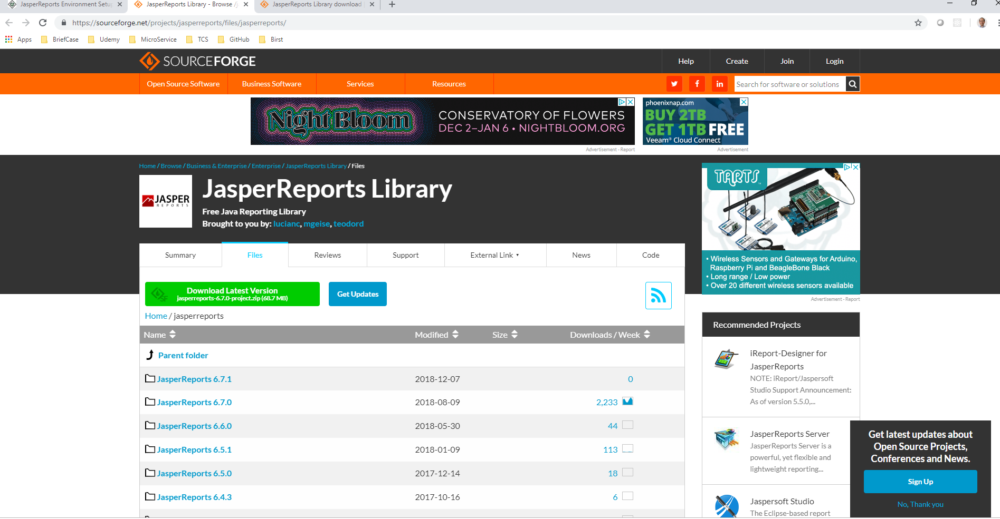 JasperReports Environment Setup
JasperReports Library - Browse /j
JasperReports Library download |
https://sourceforge.net/projects/jasperreports/files/jasperreports/
Apps
BriefCase
Udemy
MicroService
TCS
GitHub
Birst
SOURCEFORGE
Help
Create
Join
Login
Open Source Software
Business Software
Services
Resources
Search for software or solutions
Night Bloom
CONSERVATORY OF FLOWERS
DEC 2–JAN 6 • NIGHTBLOOM.ORG
Advertisement - Report
phoenixnap.com
BUY 2TB
GET 1TB FREE
Veeam® Cloud Connect
Advertisement
Home / Browse / Business & Enterprise / Enterprise / JasperReports Library / Files
JASPER
REPORTS
JasperReports Library
Free Java Reporting Library
Brought to you by: lucianc, mgeise, teodord
TARTS™
• Wireless Sensors and Gateways for Arduino,
Raspberry Pi and BeagleBone Black
• Long range / Low power
• Over 20 different wireless sensors available
Advertisement - Report
Summary
Files
Reviews
Support
External Link ▾
News
Code
Download Latest Version
jasperreports-6.7.0-project.zip (68.7 MB)
Get Updates
Home / jasperreports
Name
Modified
Size
Downloads / Week
Parent folder
JasperReports 6.7.1 2018-12-07 0
JasperReports 6.7.0 2018-08-09 2,233
JasperReports 6.6.0 2018-05-30 44
JasperReports 6.5.1 2018-01-09 113
JasperReports 6.5.0 2017-12-14 18
JasperReports 6.4.3 2017-10-16 6
Recommended Projects
iReport-Designer for
JasperReports
NOTE: iReport/Jaspersoft
Studio Support Announcement:
As of version 5.5.0,...
JasperReports Server
JasperReports Server is a
powerful, yet flexible and
lightweight reporting...
Jaspersoft Studio
The Eclipse-based report
Get latest updates about
Open Source Projects,
Conferences and News.
Sign Up
No, Thank you